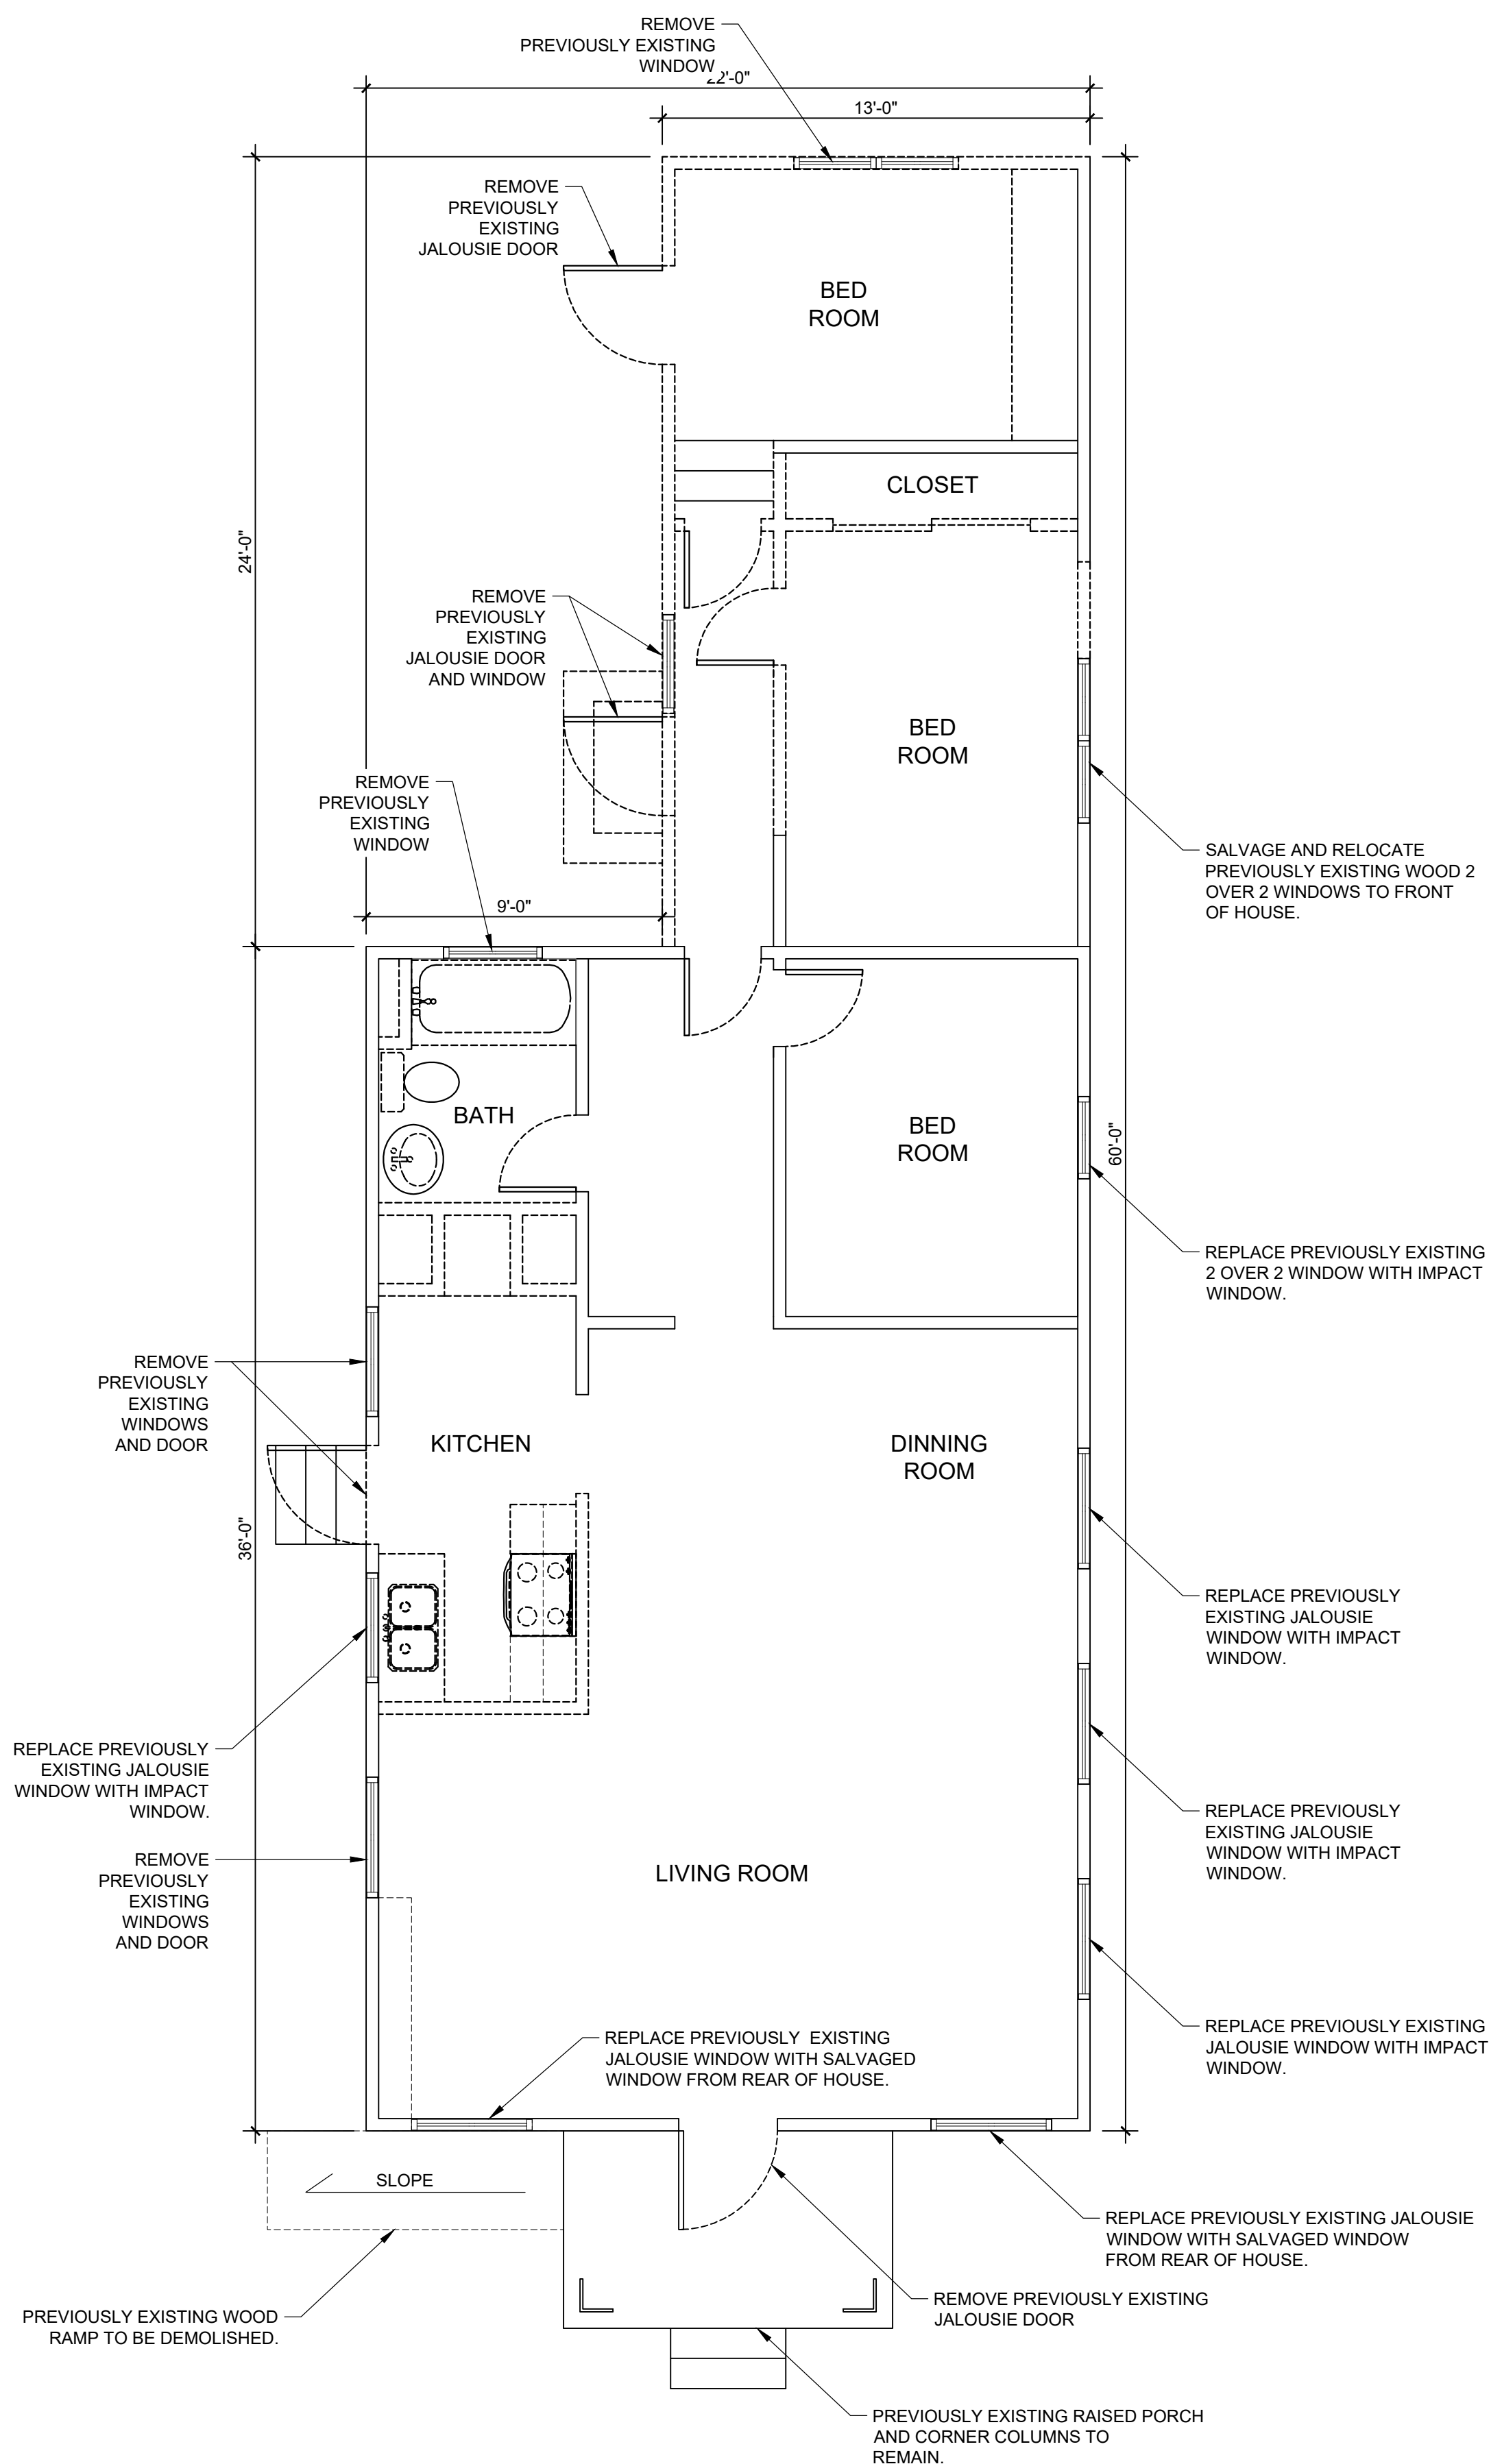 REMOVE
PREVIOUSLY EXISTING
WINDOW
22'-0"
13'-0"
REMOVE
PREVIOUSLY
EXISTING
JALOUSIE DOOR
BED
ROOM
CLOSET
24'-0"
REMOVE
PREVIOUSLY
EXISTING
JALOUSIE DOOR
AND WINDOW
BED
ROOM
REMOVE
PREVIOUSLY
EXISTING
WINDOW
SALVAGE AND RELOCATE
PREVIOUSLY EXISTING WOOD 2
OVER 2 WINDOWS TO FRONT
OF HOUSE.
9'-0"
BATH
BED
ROOM
60'-0"
REPLACE PREVIOUSLY EXISTING
2 OVER 2 WINDOW WITH IMPACT
WINDOW.
REMOVE
PREVIOUSLY
EXISTING
WINDOWS
AND DOOR
KITCHEN
DINNING
ROOM
36'-0"
REPLACE PREVIOUSLY
EXISTING JALOUSIE
WINDOW WITH IMPACT
WINDOW.
REPLACE PREVIOUSLY
EXISTING JALOUSIE
WINDOW WITH IMPACT
WINDOW.
REPLACE PREVIOUSLY
EXISTING JALOUSIE
WINDOW WITH IMPACT
WINDOW.
REMOVE
PREVIOUSLY
EXISTING
WINDOWS
AND DOOR
LIVING ROOM
REPLACE PREVIOUSLY EXISTING
JALOUSIE WINDOW WITH IMPACT
WINDOW.
REPLACE PREVIOUSLY EXISTING
JALOUSIE WINDOW WITH SALVAGED
WINDOW FROM REAR OF HOUSE.
SLOPE
REPLACE PREVIOUSLY EXISTING JALOUSIE
WINDOW WITH SALVAGED WINDOW
FROM REAR OF HOUSE.
REMOVE PREVIOUSLY EXISTING
JALOUSIE DOOR
PREVIOUSLY EXISTING WOOD
RAMP TO BE DEMOLISHED.
PREVIOUSLY EXISTING RAISED PORCH
AND CORNER COLUMNS TO
REMAIN.